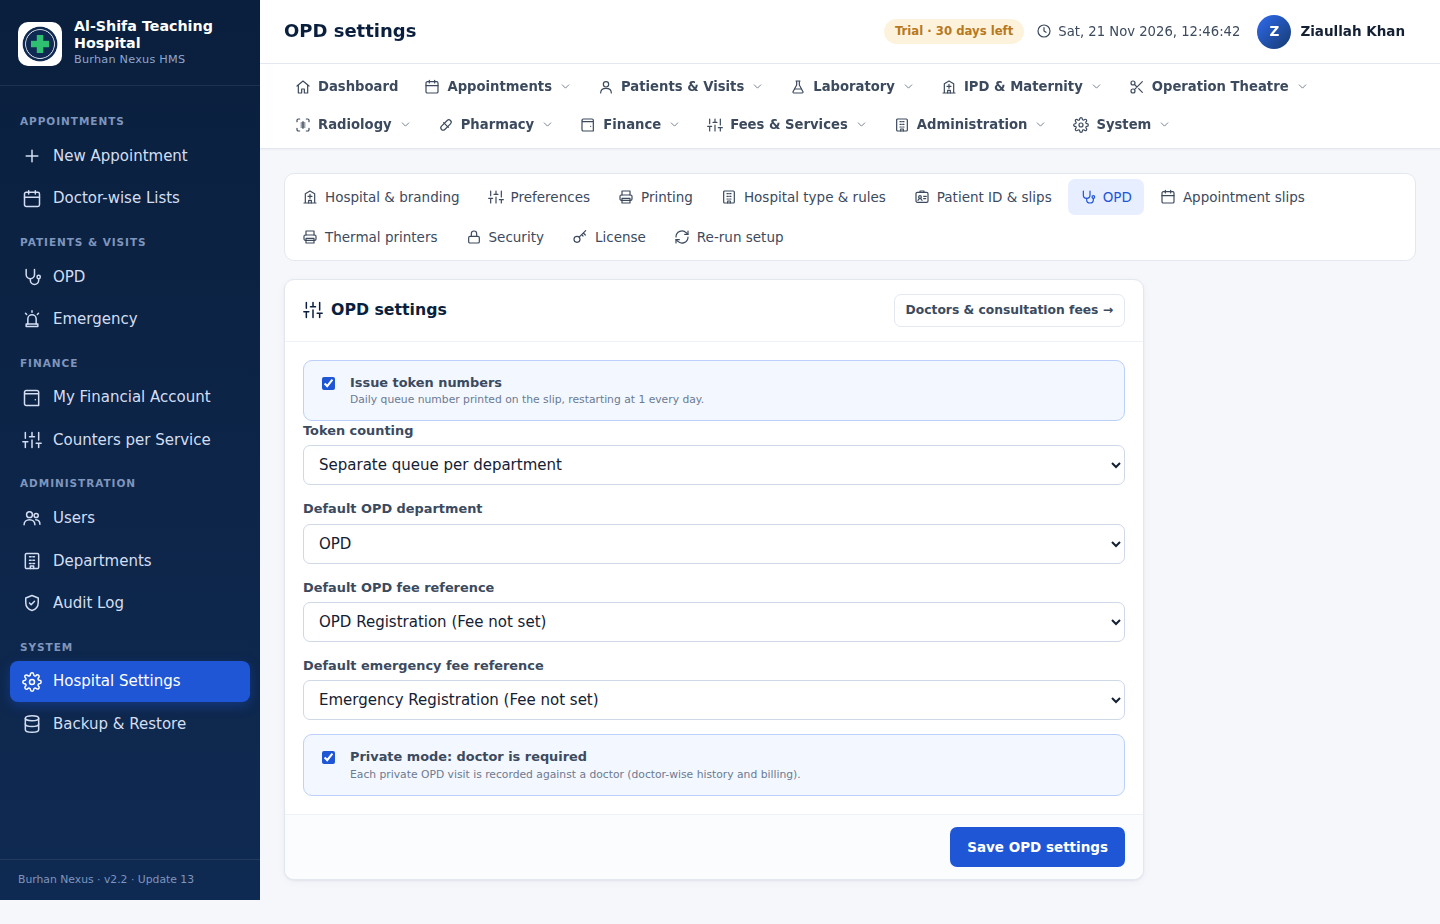 Al-Shifa Teaching
Hospital
Burhan Nexus HMS
APPOINTMENTS
New Appointment
Doctor-wise Lists
PATIENTS & VISITS
OPD
Emergency
FINANCE
My Financial Account
Counters per Service
ADMINISTRATION
Users
Departments
Audit Log
SYSTEM
Hospital Settings
Backup & Restore
Burhan Nexus · v2.2 · Update 13
OPD settings
Trial · 30 days left
Sat, 21 Nov 2026, 12:46:42
Z
Ziaullah Khan
Dashboard
Appointments
Patients & Visits
Laboratory
IPD & Maternity
Operation Theatre
Radiology
Pharmacy
Finance
Fees & Services
Administration
System
Hospital & branding
Preferences
Printing
Hospital type & rules
Patient ID & slips
OPD
Appointment slips
Thermal printers
Security
License
Re-run setup
OPD settings
Doctors & consultation fees →
Issue token numbers
Daily queue number printed on the slip, restarting at 1 every day.
Token counting
Separate queue per department
Default OPD department
OPD
Default OPD fee reference
OPD Registration (Fee not set)
Default emergency fee reference
Emergency Registration (Fee not set)
Private mode: doctor is required
Each private OPD visit is recorded against a doctor (doctor-wise history and billing).
Save OPD settings